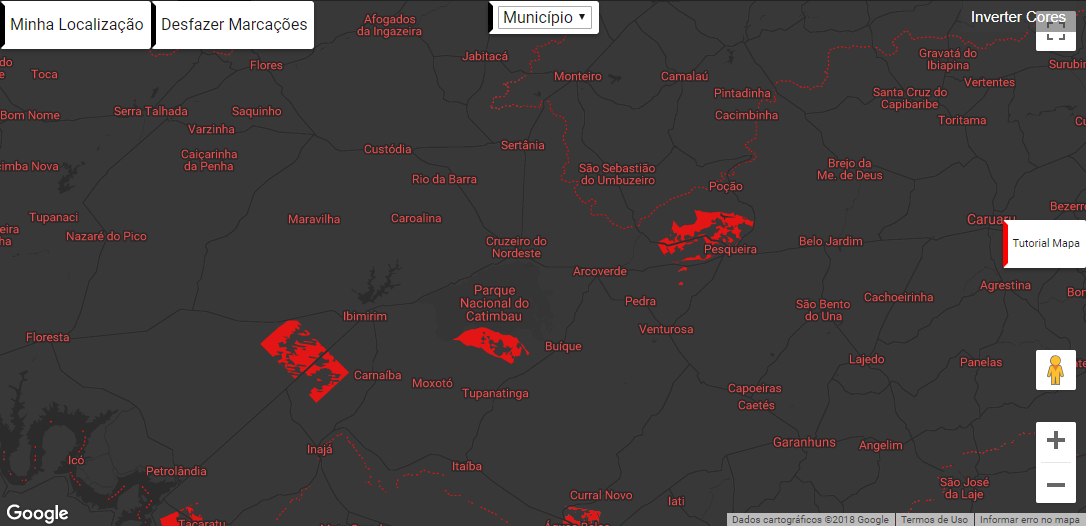 Minha Localização
Desfazer Marcações
Município
Inverter Cores
Afogados
da Ingazeira
Jabitacá
Flores
Toca
Monteiro
Camalaú
Gravatá do
Ibiapina
Surubim
Vertentes
Pintadinha
Santa Cruz do
Capibaribe
Bom Nome
Serra Talhada
Saquinho
Cacimbinha
Toritama
Varzinha
Custódia
Sertânia
Caiçarinha
da Penha
cimba Nova
Rio da Barra
São Sebastião
do Umbuzeiro
Brejo da
Me. de Deus
Poção
Bezerro
Tupanaci
Maravilha
Caroalina
Caruaru
Nazaré do Pico
Cruzeiro do
Nordeste
Pesqueira
Belo Jardim
Tutorial Mapa
Arcoverde
Parque
Nacional do
Catimbau
Pedra
São Bento
do Una
Cachoeirinha
Agrestina
Ibimirim
Venturosa
Floresta
Buíque
Lajedo
Panelas
Carnaíba
Moxotó
Tupanatinga
Capoeiras
Caetés
Garanhuns
Angelim
Inajá
Icó
Petrolândia
Itaíba
São José
da Laje
Curral Novo
Iati
Tacaratu
Google
Dados cartográficos ©2018 Google
Termos de Uso
Informar erro no mapa